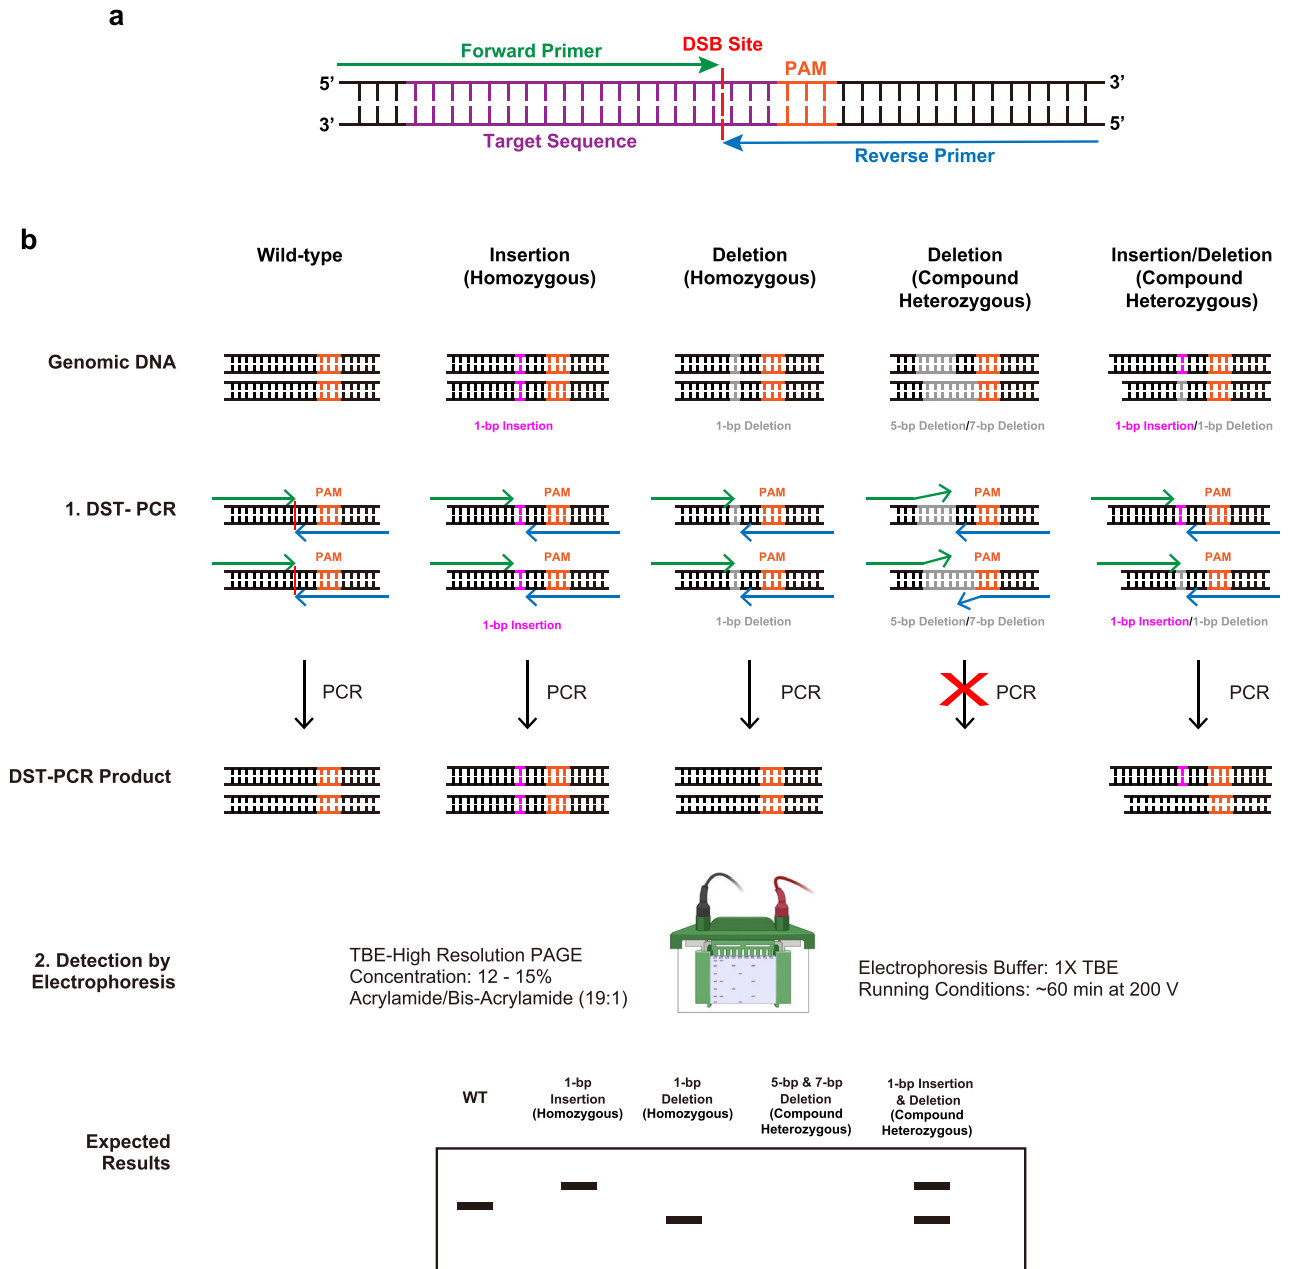 a
Forward Primer
DSB Site
PAM
5’
3’
3’
5’
Target Sequence
Reverse Primer
b
Wild-type
Insertion
(Homozygous)
Deletion
(Homozygous)
Deletion
(Compound
Heterozygous)
Insertion/Deletion
(Compound
Heterozygous)
Genomic DNA
1-bp Insertion
1-bp Deletion
5-bp Deletion/7-bp Deletion
1-bp Insertion/1-bp Deletion
1. DST- PCR
PAM
PAM
PAM
PAM
PAM
PAM
PAM
PAM
PAM
PAM
1-bp Insertion
1-bp Deletion
5-bp Deletion/7-bp Deletion
1-bp Insertion/1-bp Deletion
PCR
PCR
PCR
PCR
PCR
DST-PCR Product
2. Detection by
Electrophoresis
TBE-High Resolution PAGE
Concentration: 12 - 15%
Acrylamide/Bis-Acrylamide (19:1)
Electrophoresis Buffer: 1X TBE
Running Conditions: ~60 min at 200 V
Expected
Results
WT
1-bp
Insertion
(Homozygous)
1-bp
Deletion
(Homozygous)
5-bp & 7-bp
Deletion
(Compound
Heterozygous)
1-bp Insertion
& Deletion
(Compound
Heterozygous)